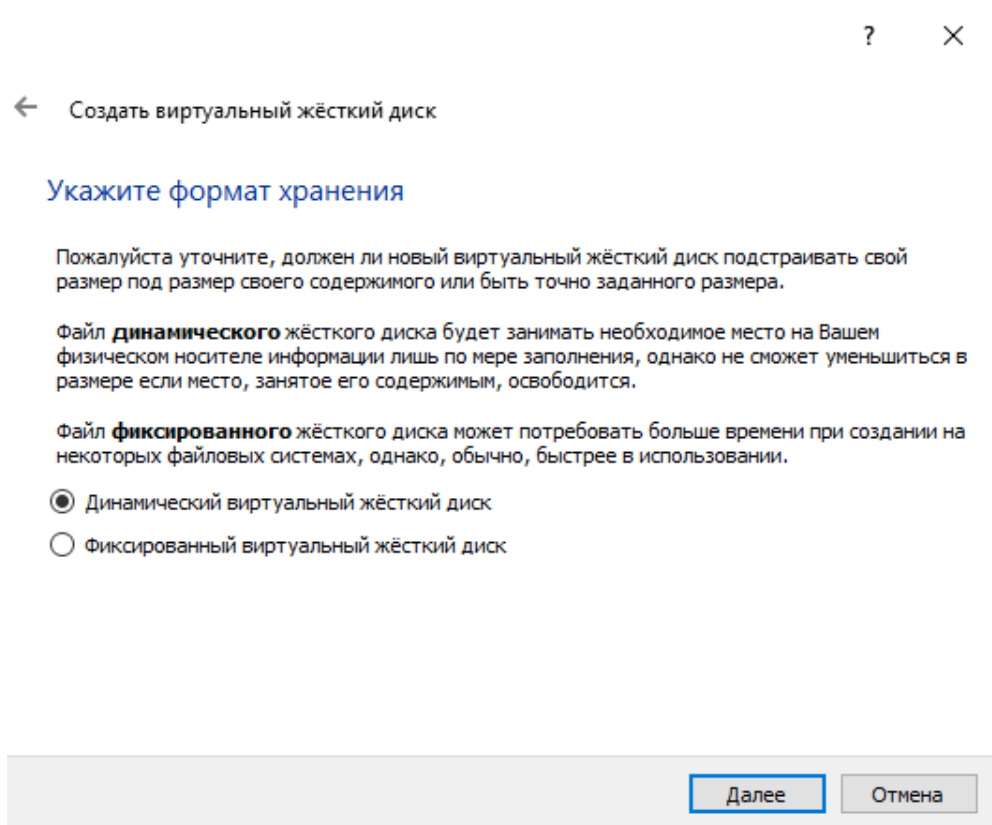 ?
Создать виртуальный жёсткий диск
Укажите формат хранения
Пожалуйста уточните, должен ли новый виртуальный жёсткий диск подстраивать свой
размер под размер своего содержимого или быть точно заданного размера.
Файл динамического жёсткого диска будет занимать необходимое место на Вашем
физическом носителе информации лишь по мере заполнения, однако не сможет уменьшиться в
размере если место, занятое его содержимым, освободится.
Файл фиксированного жёсткого диска может потребовать больше времени при создании на
некоторых файловых системах, однако, обычно, быстрее в использовании.
Динамический виртуальный жёсткий диск
Фиксированный виртуальный жёсткий диск
Далее
Отмена